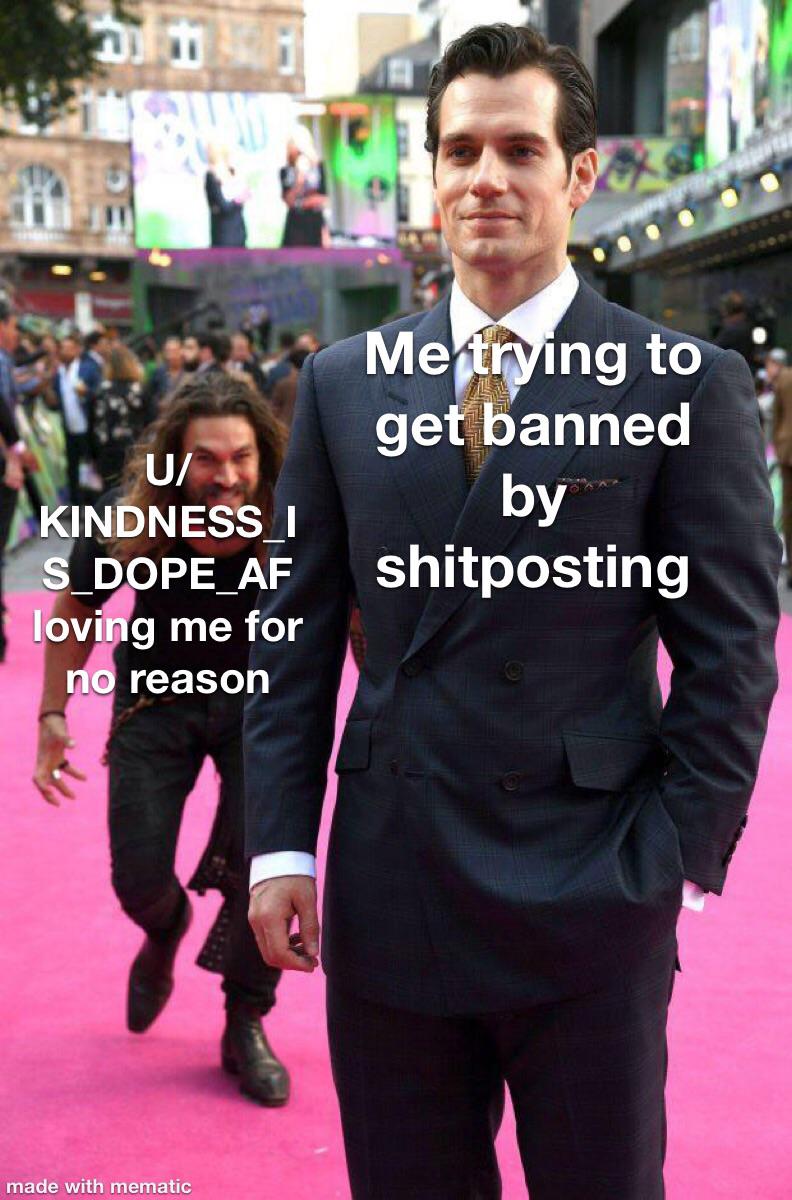 Me trying to
get banned
by
shitposting
U/
KINDNESS_I
S_DOPE_AF
loving me for
no reason
made with mematic